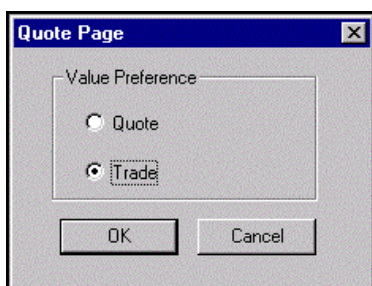 Quote Page
Value Preference
Quote
Trade
OK Cancel